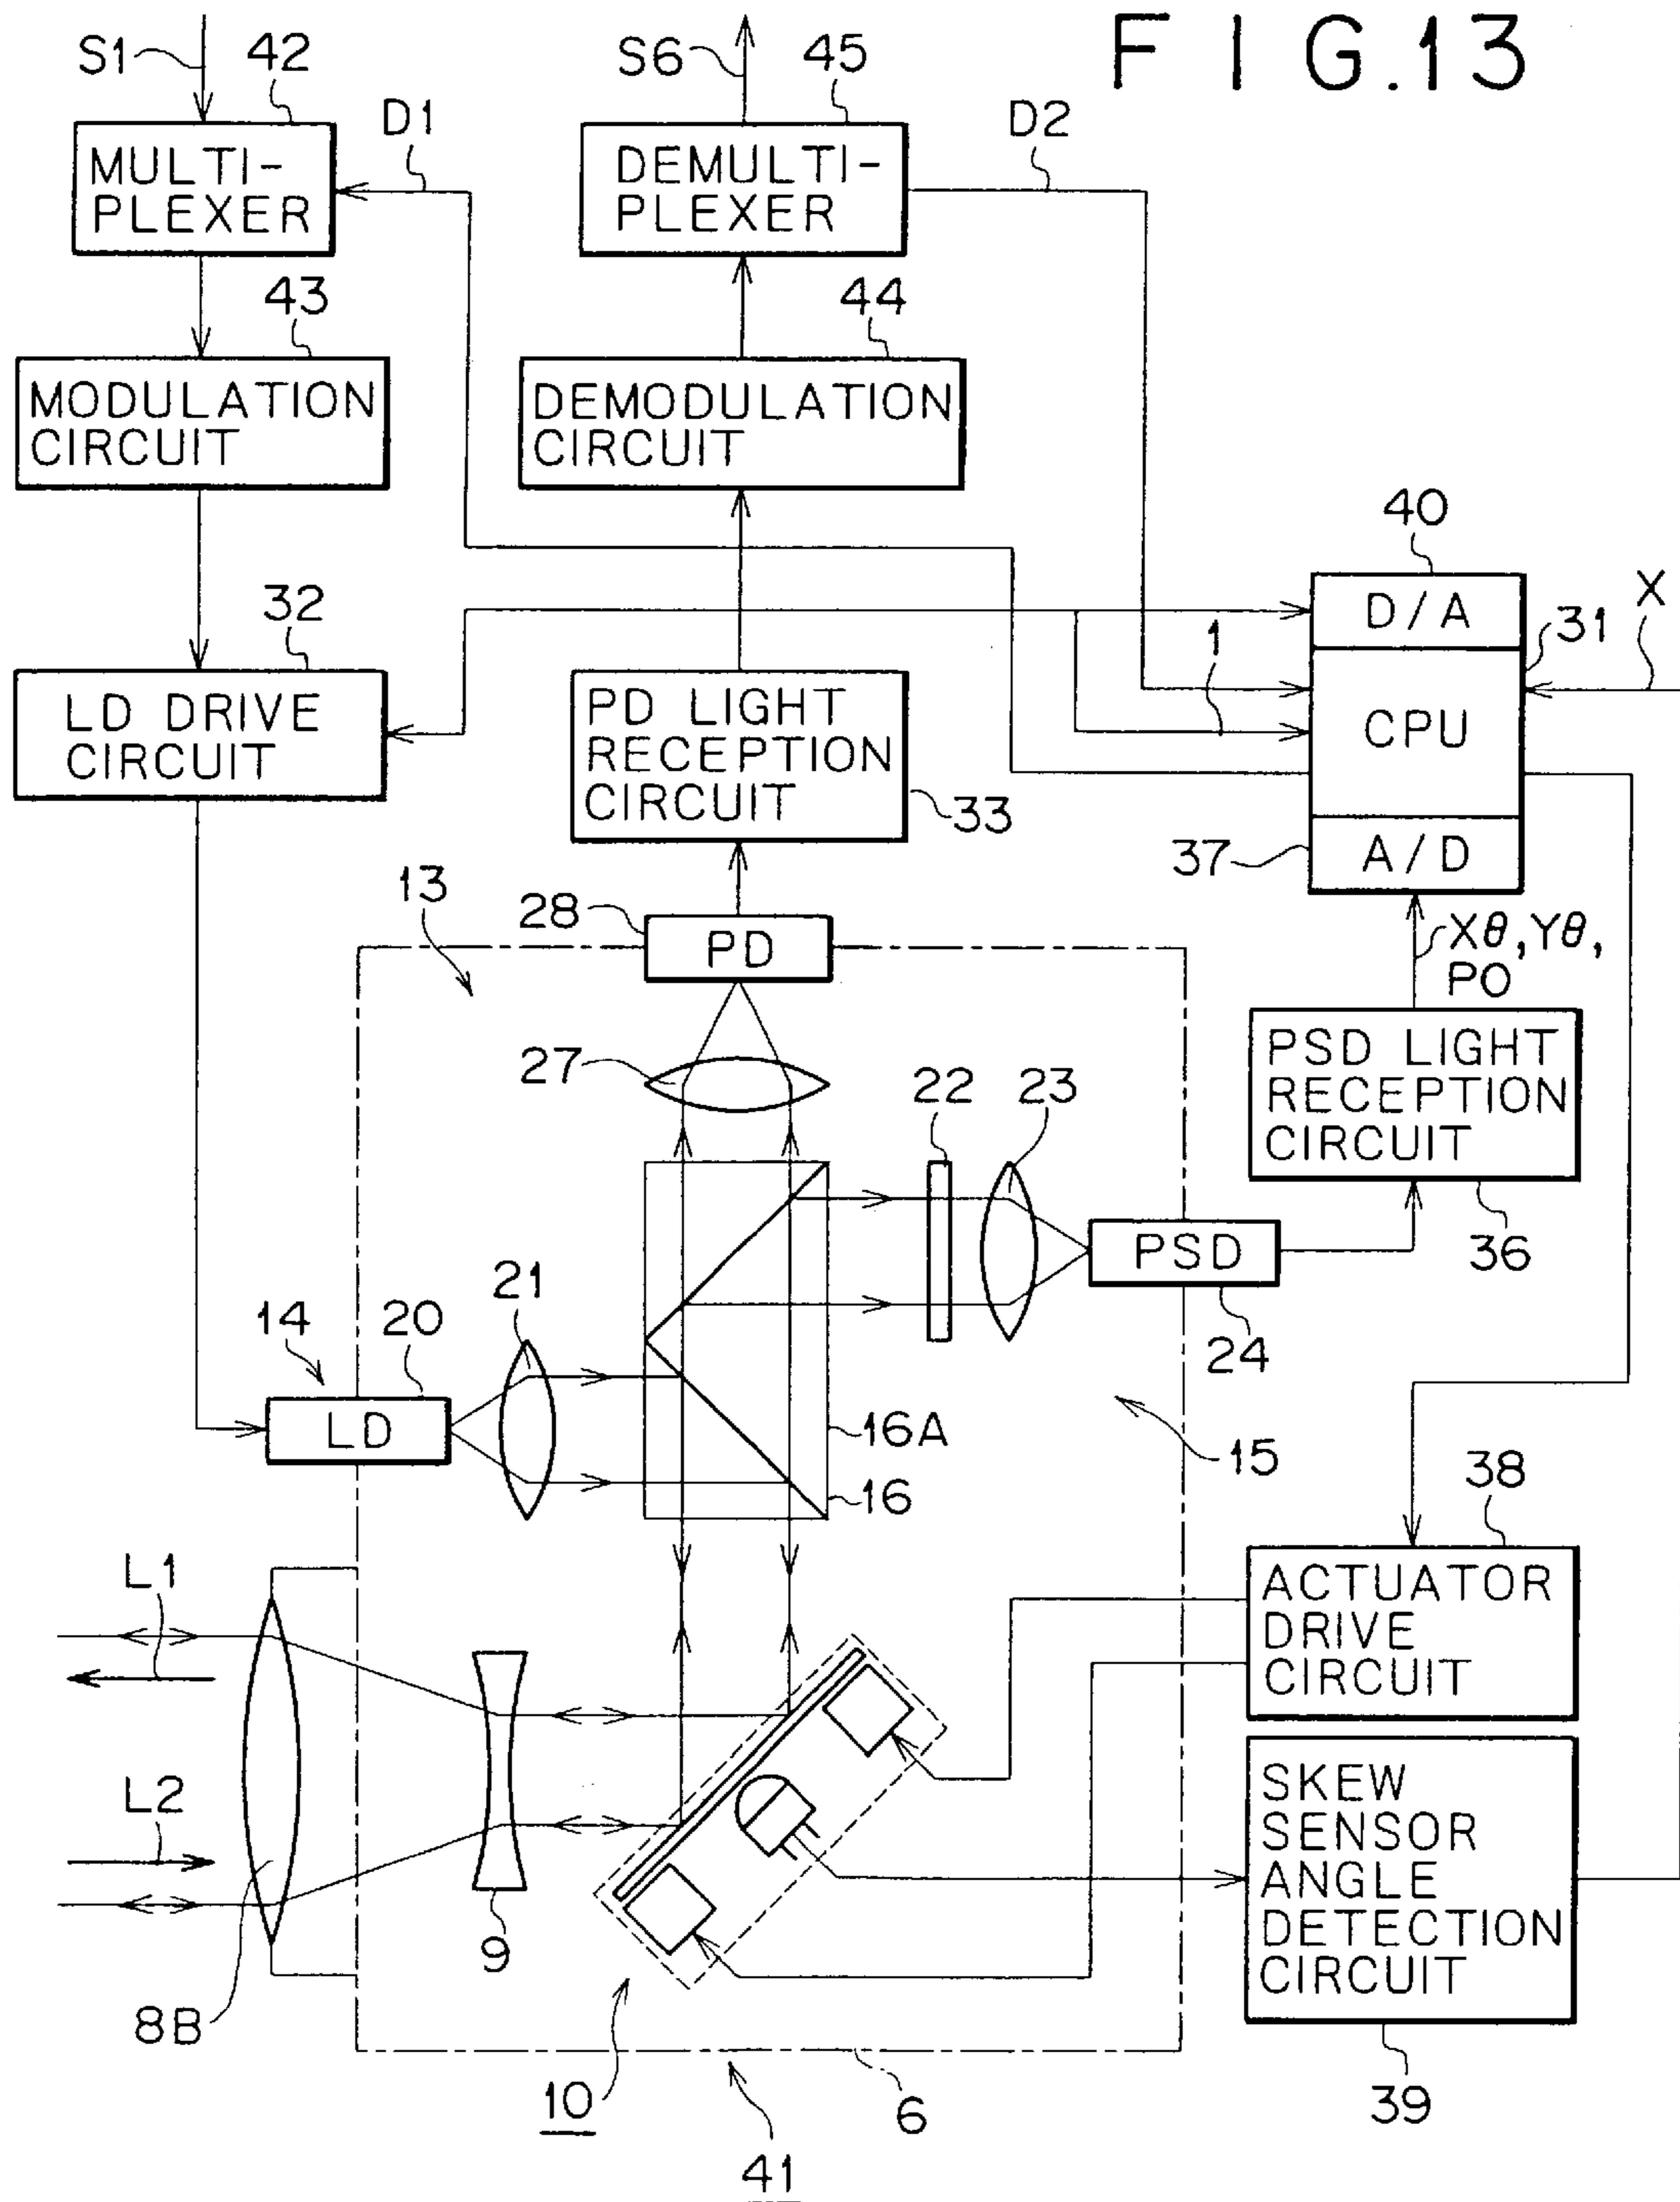 FIG.13
S1
42
S6
45
D1
D2
MULTI-
PLEXER
DEMULTI-
PLEXER
43
44
MODULATION
CIRCUIT
DEMODULATION
CIRCUIT
40
X
32
D/A
31
1
LD DRIVE
CIRCUIT
PD LIGHT
RECEPTION
CIRCUIT
CPU
33
37
A/D
13
28
PD
Xθ,Yθ,
PO
27
22
23
PSD LIGHT
RECEPTION
CIRCUIT
36
PSD
24
21
14
20
LD
16A
15
16
38
L1
ACTUATOR
DRIVE
CIRCUIT
L2
SKEW
SENSOR
ANGLE
DETECTION
CIRCUIT
9
8B
10
6
39
41